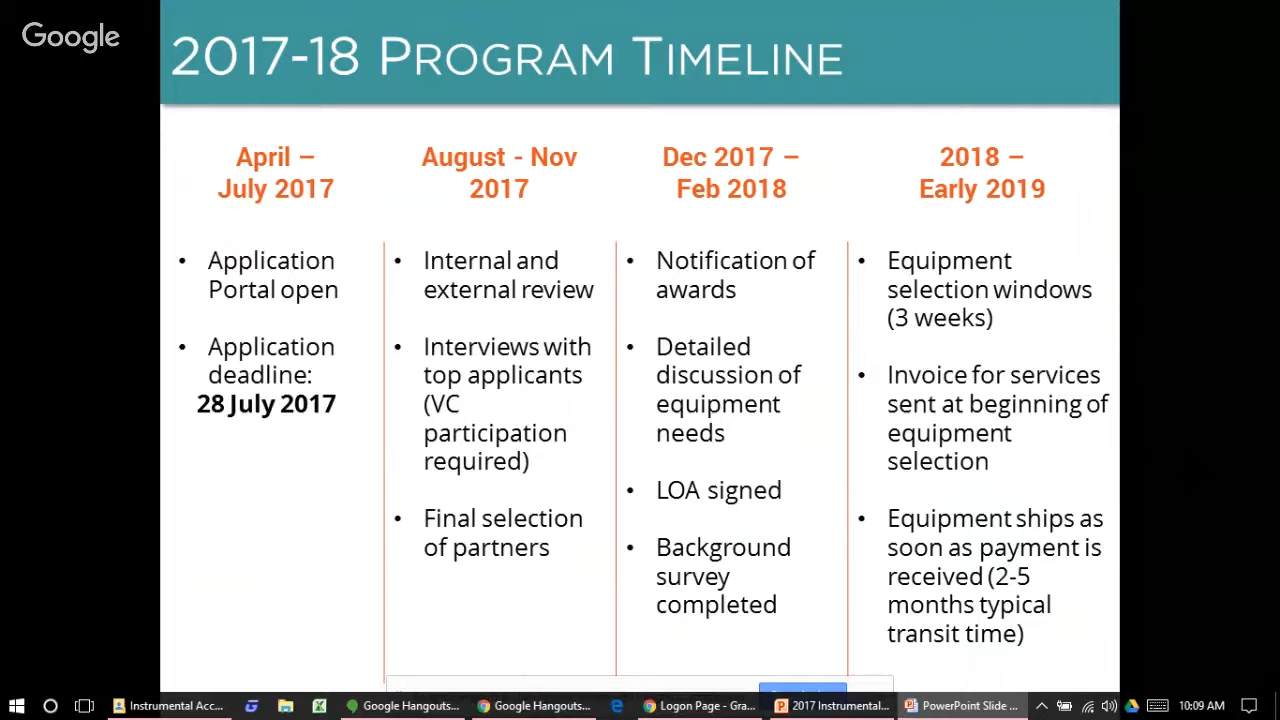 Google
2017-18 PROGRAM TIMELINE
April –
July 2017
• Application
Portal open
• Application
deadline:
28 July 2017
August - Nov
2017
• Internal and
external review
• Interviews with
top applicants
(VC
participation
required)
• Final selection
of partners
Dec 2017 –
Feb 2018
• Notification of
awards
• Detailed
discussion of
equipment
needs
• LOA signed
• Background
survey
completed
2018 –
Early 2019
• Equipment
selection windows
(3 weeks)
• Invoice for services
sent at beginning of
equipment
selection
• Equipment ships as
soon as payment is
received (2-5
months typical
transit time)
Instrumental Acc... Google Hangouts... Google Hangouts... Logon Page - Gra... 2017 Instrumental... PowerPoint Slide ... 10:09 AM